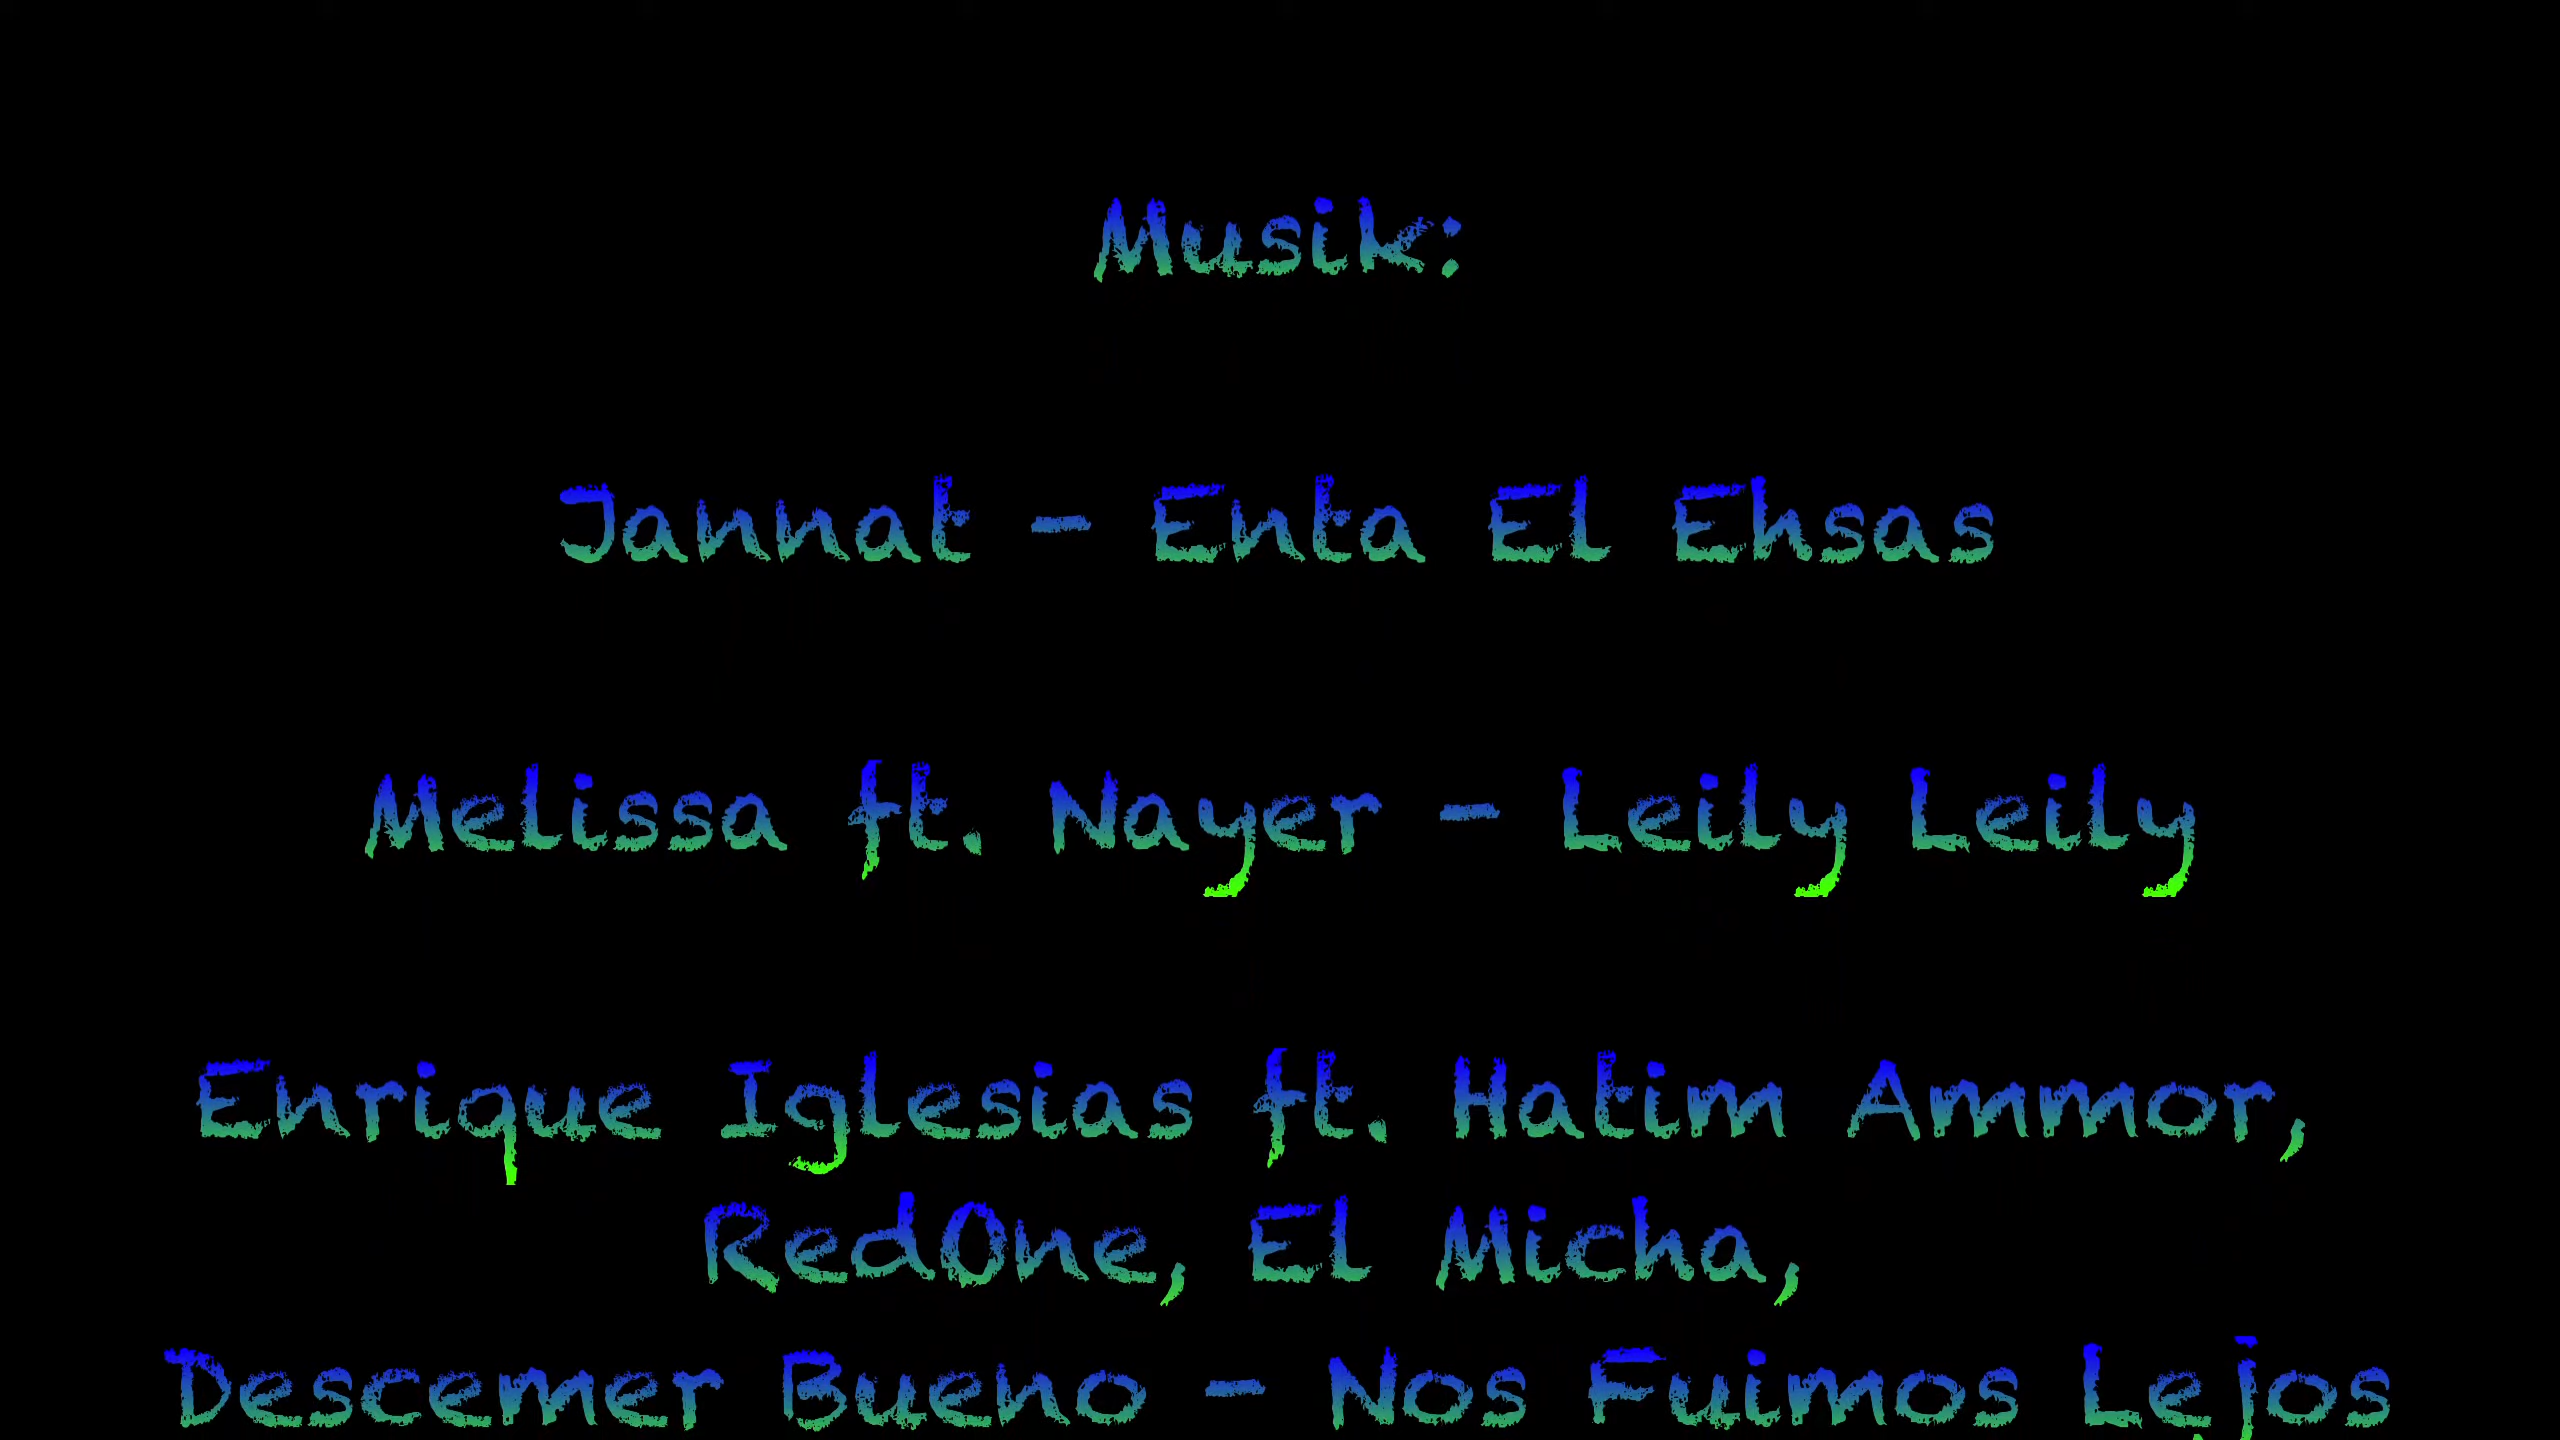 Musik:
Jannat - Enta El Ehsas
Melissa ft. Nayer - Leily Leily
Enrique Iglesias ft. Hatim Ammor,
RedOne, El Micha,
Descemer Bueno - Nos Fuimos Lejos